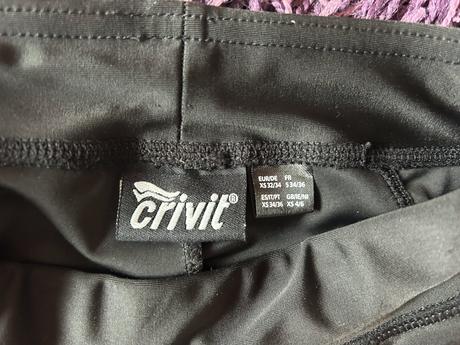 crivit®
EUR/DE FR
XS 32/34 S 34/36
ES/IT/PT GB/IE/NI
XS 34/36 XS 4/6